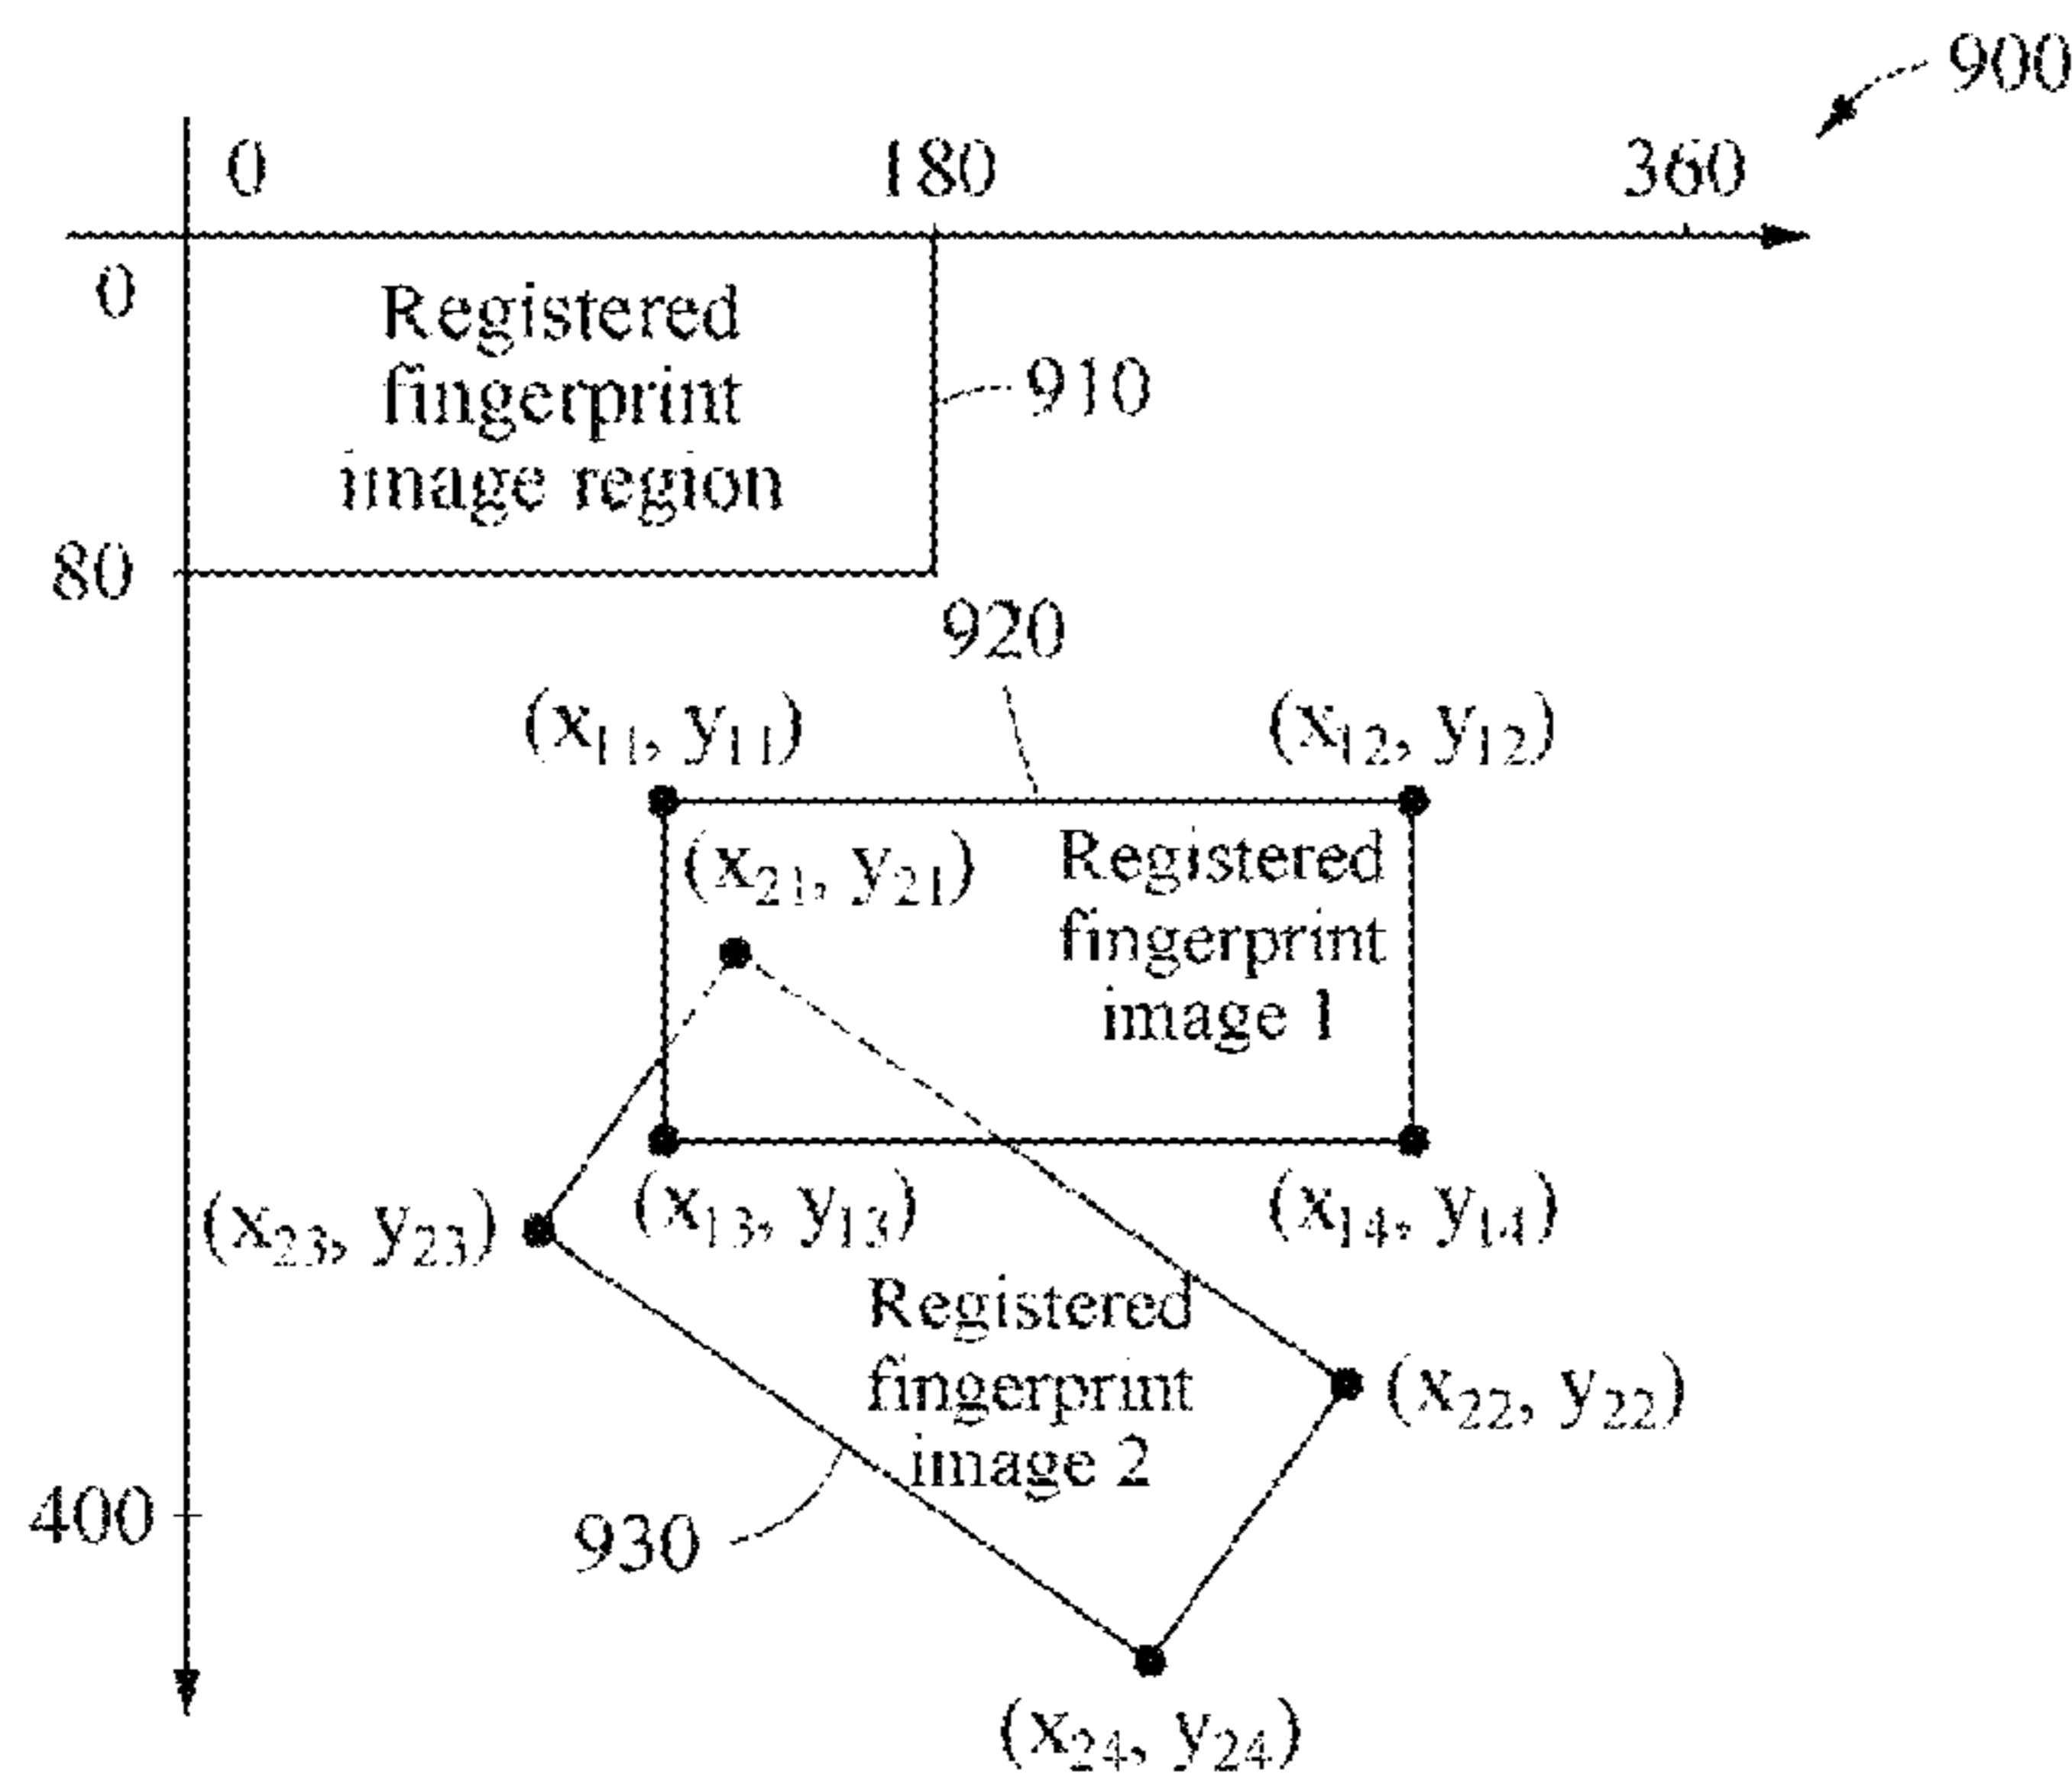 900
0 180 360
0
Registered
fingerprint
image region
910
80
920
(x₁₁, y₁₁) (x₁₂, y₁₂)
(x₂₁, y₂₁)
Registered
fingerprint
image 1
(x₂₃, y₂₃) (x₁₃, y₁₃) (x₁₄, y₁₄)
Registered
fingerprint
image 2
(x₂₂, y₂₂)
400
930
(x₂₄, y₂₄)